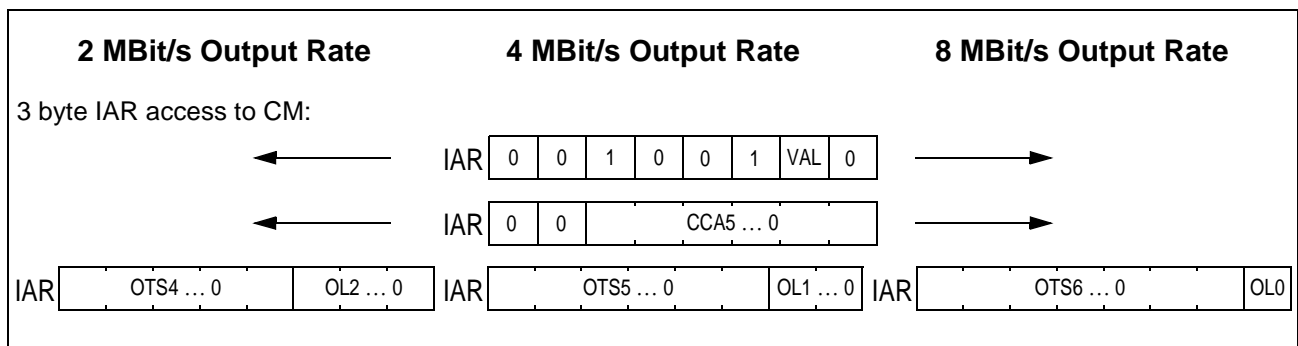 2 MBit/s Output Rate 4 MBit/s Output Rate 8 MBit/s Output Rate
3 byte IAR access to CM:
IAR 0 0 1 0 0 1 VAL 0
IAR 0 0 CCA5 … 0
IAR OTS4 … 0 OL2 … 0 IAR OTS5 … 0 OL1 … 0 IAR OTS6 … 0 OL0